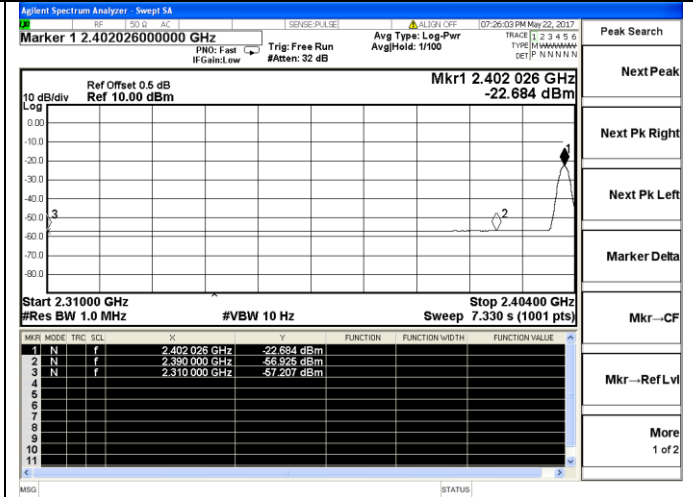 Agilent Spectrum Analyzer - Swept SA
RF 50 Ω AC SENSE:PULSE ALIGN OFF 07:26:03 PM May 22, 2017
Marker 1 2.402026000000 GHz
PNO: Fast Trig: Free Run Avg Type: Log-Pwr TRACE 1 2 3 4 5 6
IFGain:Low #Atten: 32 dB Avg|Hold: 1/100 TYPE M
DET P N N N N N
Mkr1 2.402 026 GHz
-22.684 dBm
Ref Offset 0.5 dB
10 dB/div Ref 10.00 dBm
Log
0.00
-10.0
-20.0
-30.0
-40.0
-50.0
-60.0
-70.0
-80.0
1
2
3
Start 2.31000 GHz Stop 2.40400 GHz
#Res BW 1.0 MHz #VBW 10 Hz Sweep 7.330 s (1001 pts)
MKR MODE TRC SCL X Y FUNCTION FUNCTION WIDTH FUNCTION VALUE
1 N f 2.402 026 GHz -22.684 dBm
2 N f 2.390 000 GHz -56.925 dBm
3 N f 2.310 000 GHz -57.207 dBm
4
5
6
7
8
9
10
11
MSG STATUS
Peak Search
Next Peak
Next Pk Right
Next Pk Left
Marker Delta
Mkr→CF
Mkr→Ref Lvl
More
1 of 2